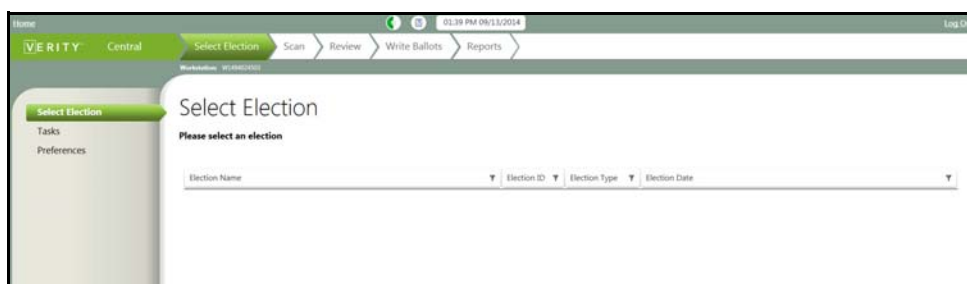 Home 01:39 PM 09/13/2014 Log O
VERITY Central Select Election Scan Review Write Ballots Reports
Workstation:
Select Election
Tasks
Preferences
Select Election
Please select an election
Election Name Election ID Election Type Election Date